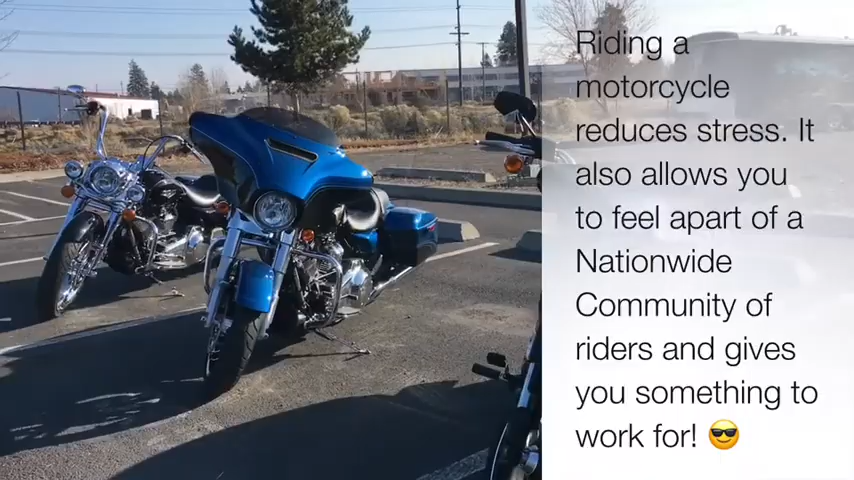 Riding a
motorcycle
reduces stress. It
also allows you
to feel apart of a
Nationwide
Community of
riders and gives
you something to
work for! 😎